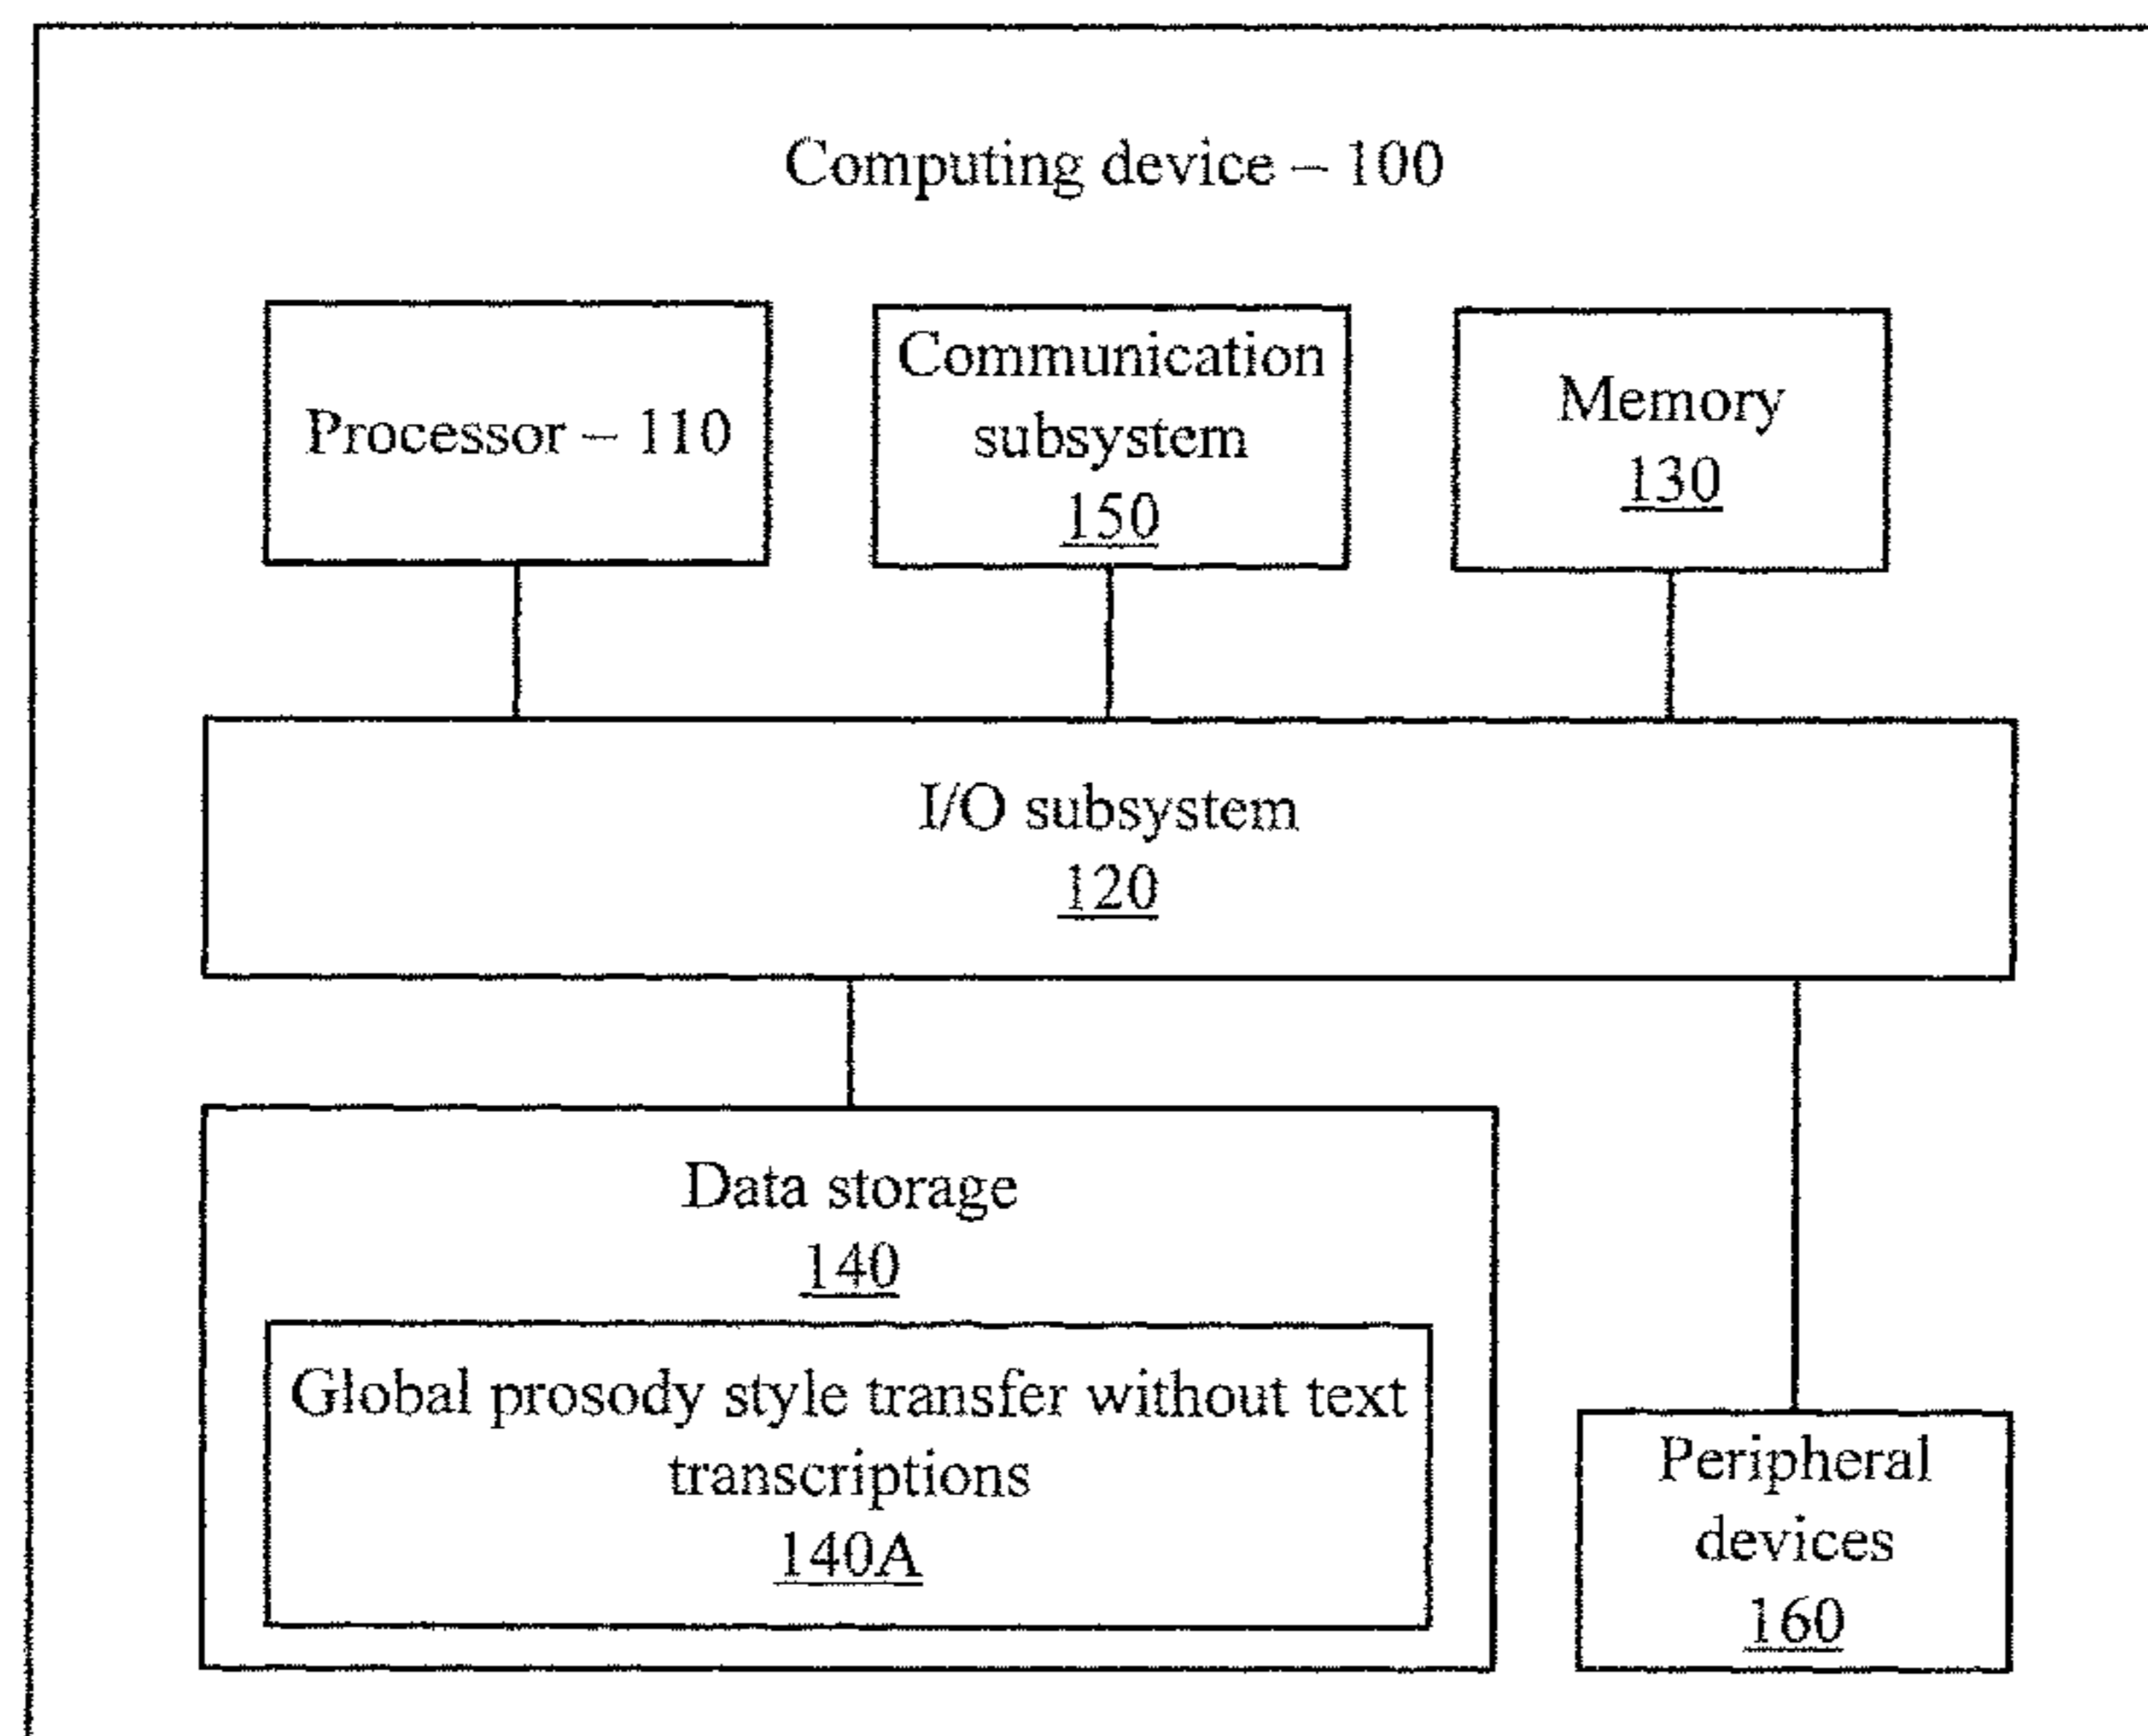 Computing device – 100
Processor – 110
Communication
subsystem
150
Memory
130
I/O subsystem
120
Data storage
140
Global prosody style transfer without text
transcriptions
140A
Peripheral
devices
160